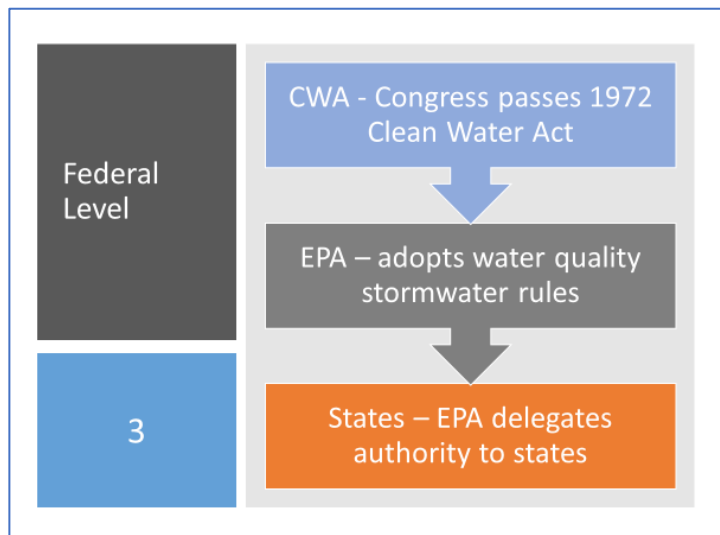 Federal
Level
3
CWA - Congress passes 1972
Clean Water Act
EPA – adopts water quality
stormwater rules
States – EPA delegates
authority to states